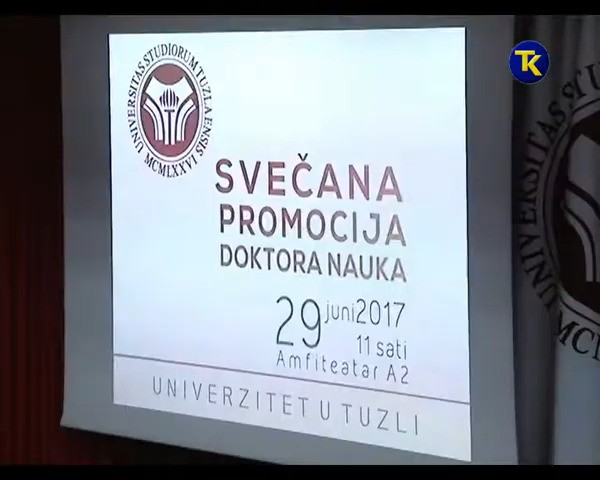 TK
UNIVERSITAS STUDIORUM TUZLAENSIS
MCMLXXVI
SVEČANA
PROMOCIJA
DOKTORA NAUKA
29 juni 2017
11 sati
Amfiteatar A2
UNIVERZITET U TUZLI